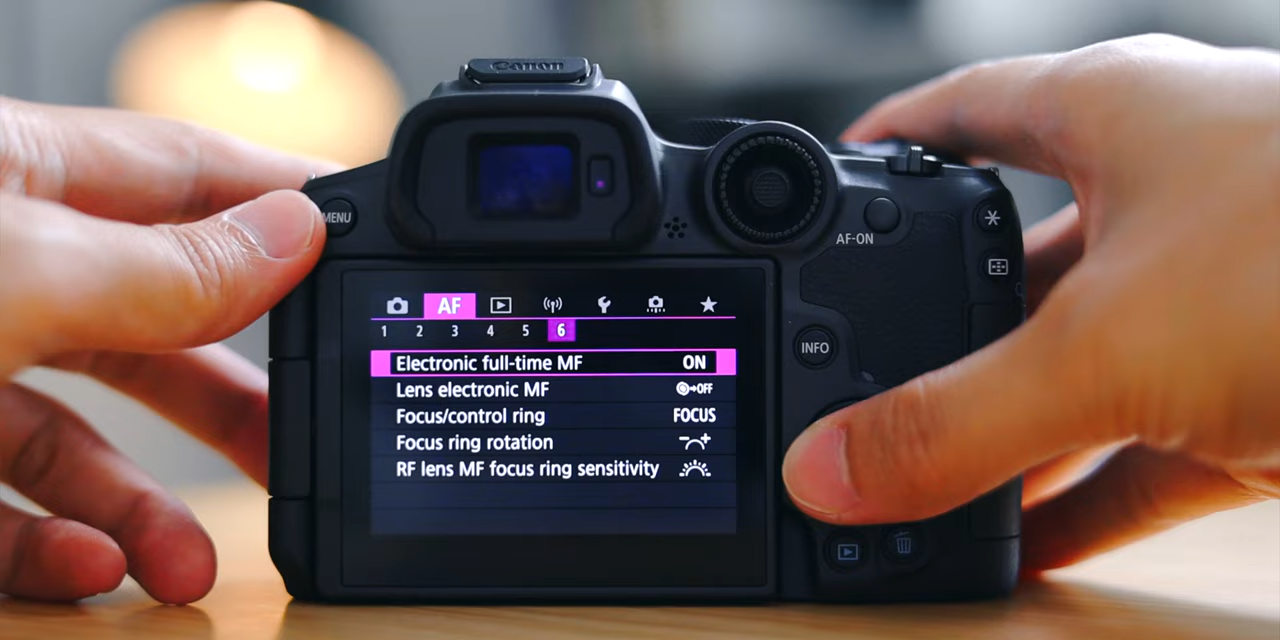 Canon
MENU
AF-ON
AF
1 2 3 4 5 6
Electronic full-time MF ON
Lens electronic MF OFF
Focus/control ring FOCUS
Focus ring rotation
RF lens MF focus ring sensitivity
INFO